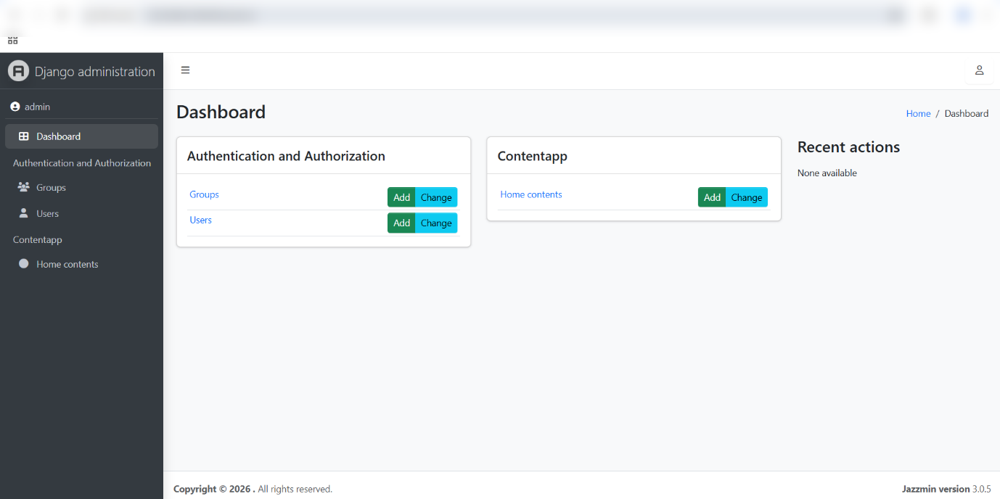 Django administration
admin
Dashboard
Authentication and Authorization
Groups
Users
Contentapp
Home contents
Dashboard
Home / Dashboard
Authentication and Authorization
Groups Add Change
Users Add Change
Contentapp
Home contents Add Change
Recent actions
None available
Copyright © 2026 . All rights reserved.
Jazzmin version 3.0.5